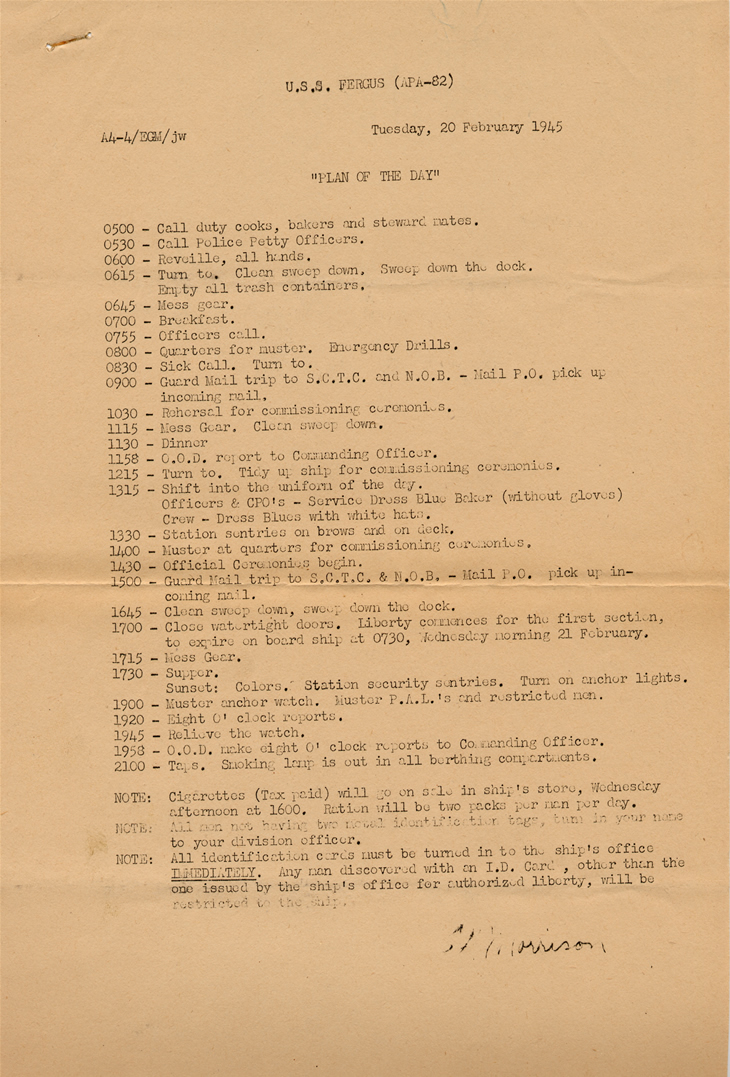 U.S.S. FERGUS (APA-82)
A4-4/EGM/jw
Tuesday, 20 February 1945
"PLAN OF THE DAY"
0500 - Call duty cooks, bakers and steward mates.
0530 - Call Police Petty Officers.
0600 - Reveille, all hands.
0615 - Turn to. Clean sweep down. Sweep down the dock.
Empty all trash containers.
0645 - Mess gear.
0700 - Breakfast.
0755 - Officers call.
0800 - Quarters for muster. Emergency Drills.
0830 - Sick Call. Turn to.
0900 - Guard Mail trip to S.C.T.C. and N.O.B. - Mail P.O. pick up
incoming mail.
1030 - Rehersal for commissioning ceremonies.
1115 - Mess Gear. Clean sweep down.
1130 - Dinner
1158 - O.O.D. report to Commanding Officer.
1215 - Turn to. Tidy up ship for commissioning ceremonies.
1315 - Shift into the uniform of the day.
Officers & CPO's - Service Dress Blue Baker (without gloves)
Crew - Dress Blues with white hats.
1330 - Station sentries on brows and on deck.
1400 - Muster at quarters for commissioning ceremonies.
1430 - Official Ceremonies begin.
1500 - Guard Mail trip to S.C.T.C. & N.O.B. - Mail P.O. pick up in-
coming mail.
1645 - Clean sweep down, sweep down the dock.
1700 - Close watertight doors. Liberty commences for the first section,
to expire on board ship at 0730, Wednesday morning 21 February.
1715 - Mess Gear.
1730 - Supper.
Sunset: Colors. Station security sentries. Turn on anchor lights.
1900 - Muster anchor watch. Muster P.A.L.'s and restricted men.
1920 - Eight O' clock reports.
1945 - Relieve the watch.
1958 - O.O.D. make eight O' clock reports to Commanding Officer.
2100 - Taps. Smoking lamp is out in all berthing compartments.
NOTE: Cigarettes (Tax paid) will go on sale in ship's store, Wednesday
afternoon at 1600. Ration will be two packs per man per day.
NOTE: All men not having two metal identification tags, turn in your name
to your division officer.
NOTE: All identification cards must be turned in to the ship's office
IMMEDIATELY. Any man discovered with an I.D. Card , other than the
one issued by the ship's office for authorized liberty, will be
restricted to the ship.
Morrison